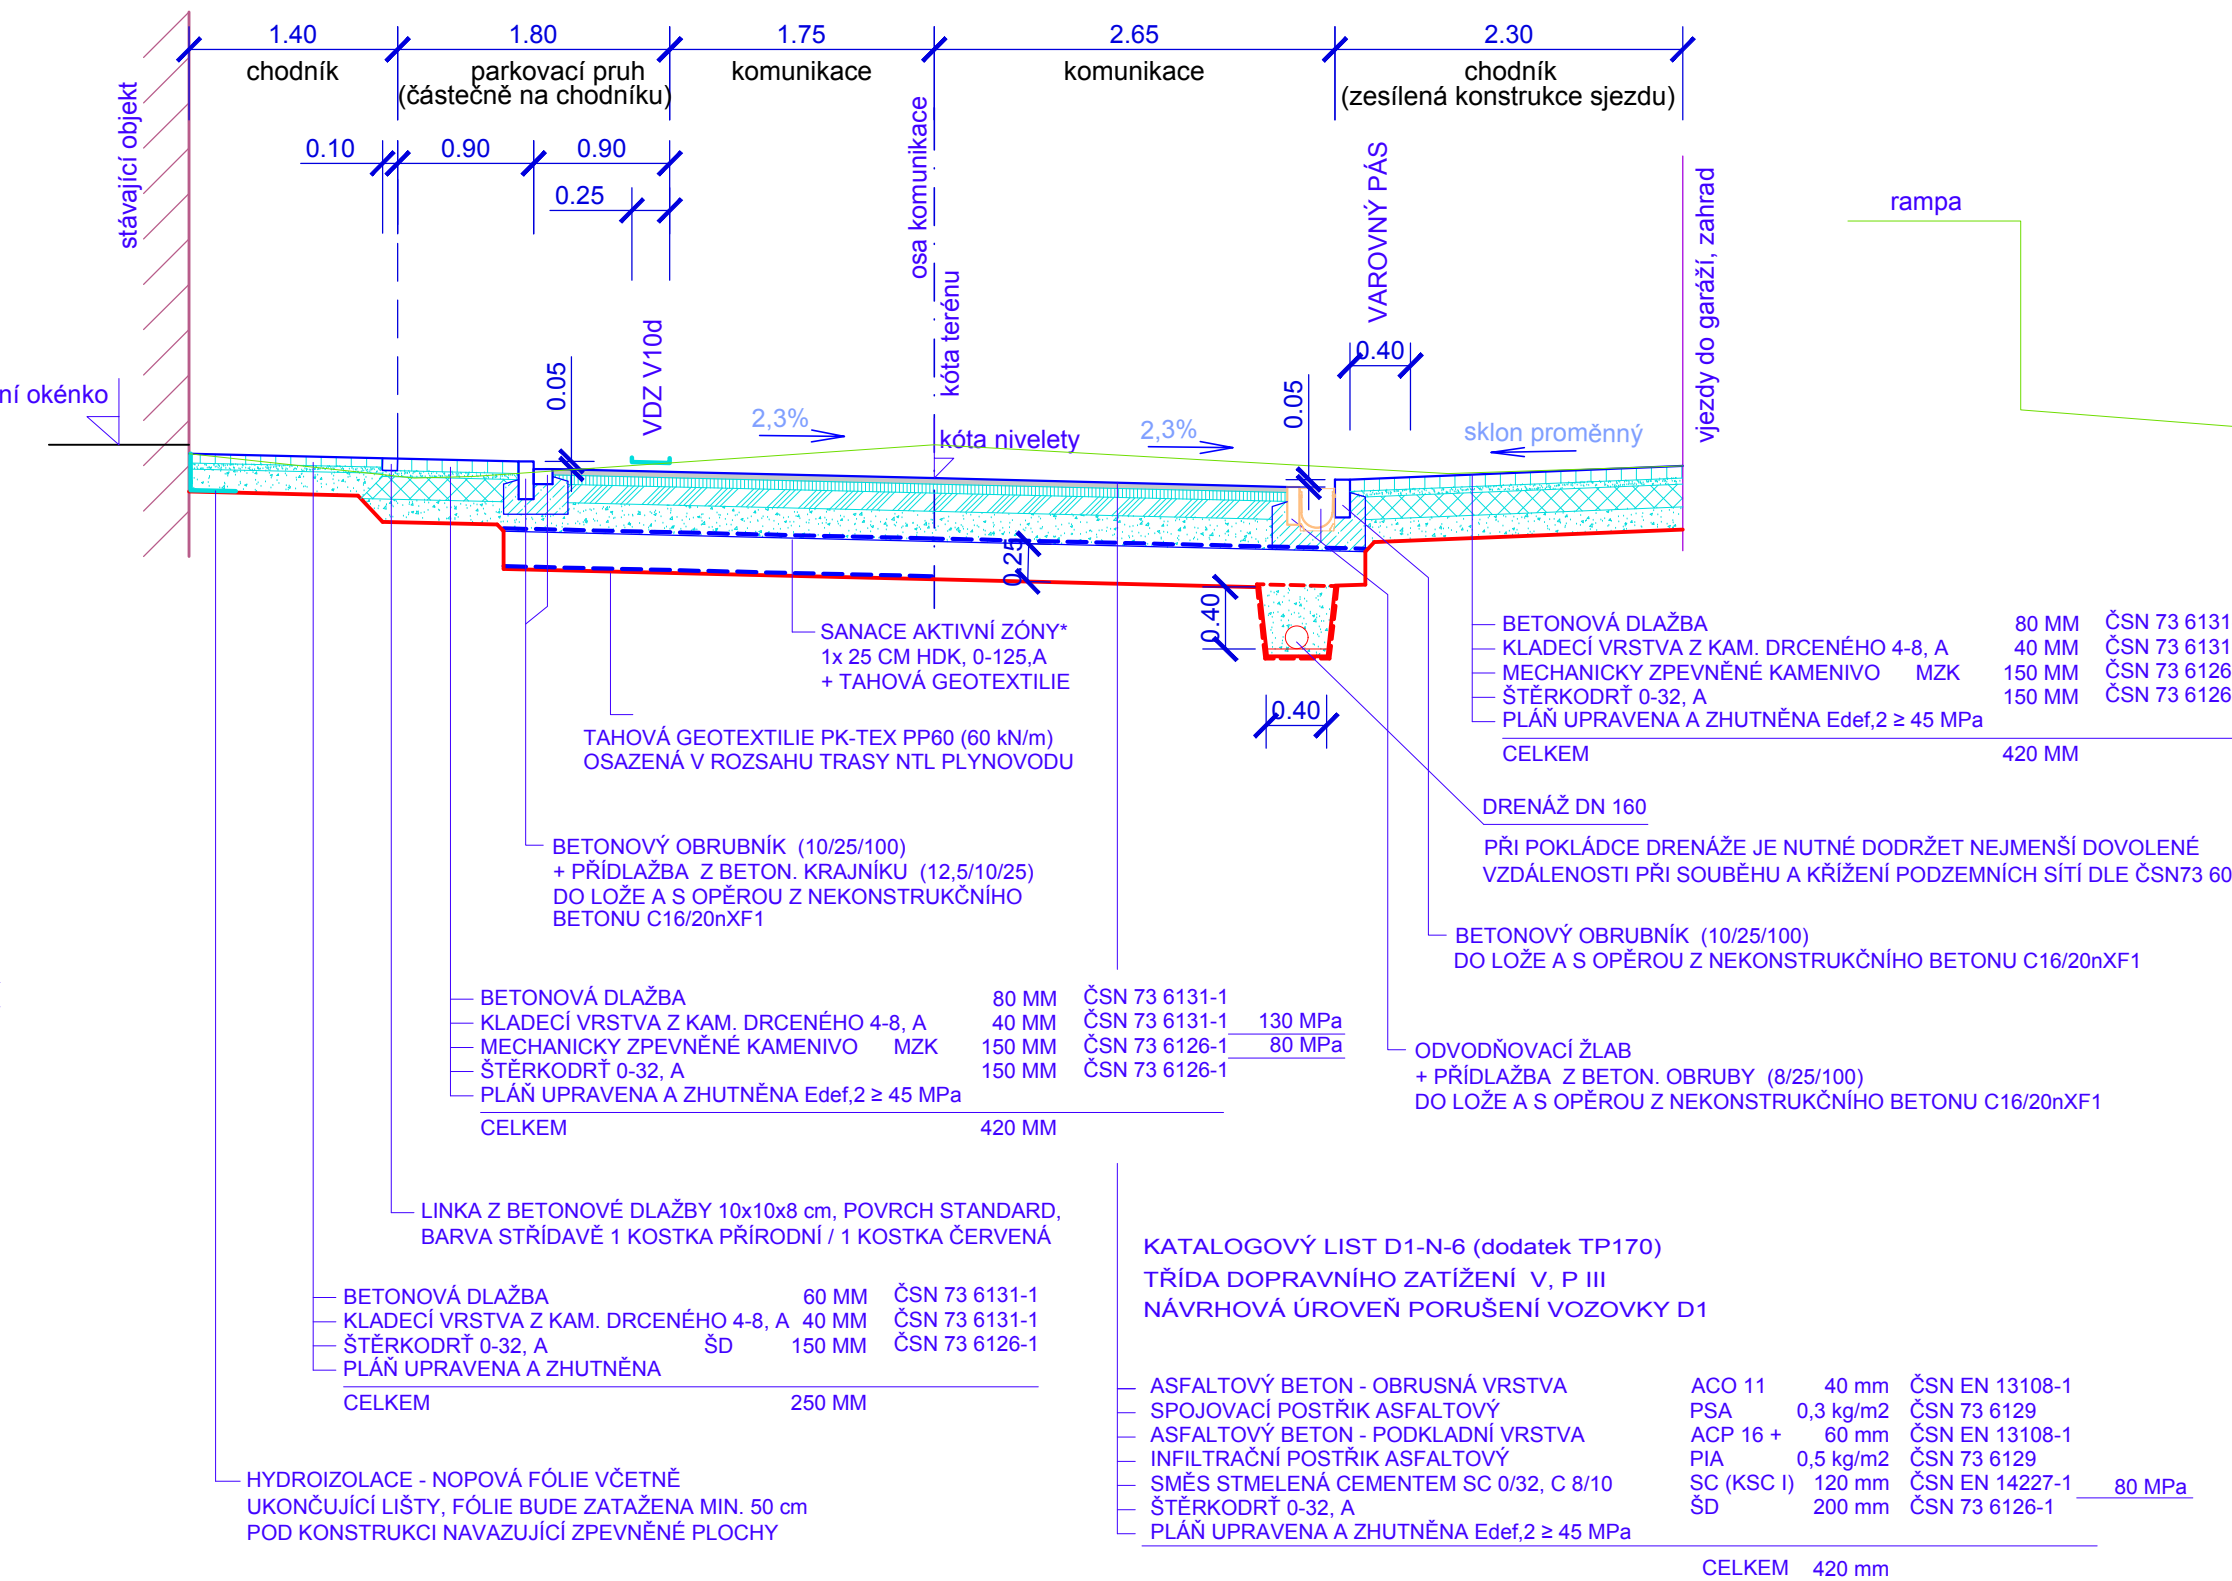 1.40 1.80 1.75 2.65 2.30
chodník
parkovací pruh
(částečně na chodníku)
komunikace
komunikace
chodník
(zesílená konstrukce sjezdu)
0.10 0.90 0.90
0.25
stávající objekt
osa komunikace
kóta terénu
VAROVNÝ PÁS
vjezdy do garáží, zahrad
rampa
VDZ V10d
0.05
0.05
0.40
ní okénko
2,3%
kóta nivelety
2,3%
sklon proměnný
0.25
0.40
0.40
SANACE AKTIVNÍ ZÓNY*
1x 25 CM HDK, 0-125,A
+ TAHOVÁ GEOTEXTILIE
TAHOVÁ GEOTEXTILIE PK-TEX PP60 (60 kN/m)
OSAZENÁ V ROZSAHU TRASY NTL PLYNOVODU
BETONOVÁ DLAŽBA 80 MM ČSN 73 6131
KLADECÍ VRSTVA Z KAM. DRCENÉHO 4-8, A 40 MM ČSN 73 6131
MECHANICKY ZPEVNĚNÉ KAMENIVO MZK 150 MM ČSN 73 6126
ŠTĚRKODRŤ 0-32, A 150 MM ČSN 73 6126
PLÁŇ UPRAVENA A ZHUTNĚNA Edef,2 ≥ 45 MPa
CELKEM 420 MM
DRENÁŽ DN 160
PŘI POKLÁDCE DRENÁŽE JE NUTNÉ DODRŽET NEJMENŠÍ DOVOLENÉ
VZDÁLENOSTI PŘI SOUBĚHU A KŘÍŽENÍ PODZEMNÍCH SÍTÍ DLE ČSN73 60
BETONOVÝ OBRUBNÍK (10/25/100)
+ PŘÍDLAŽBA Z BETON. KRAJNÍKU (12,5/10/25)
DO LOŽE A S OPĚROU Z NEKONSTRUKČNÍHO
BETONU C16/20nXF1
BETONOVÝ OBRUBNÍK (10/25/100)
DO LOŽE A S OPĚROU Z NEKONSTRUKČNÍHO BETONU C16/20nXF1
BETONOVÁ DLAŽBA 80 MM ČSN 73 6131-1
KLADECÍ VRSTVA Z KAM. DRCENÉHO 4-8, A 40 MM ČSN 73 6131-1 130 MPa
MECHANICKY ZPEVNĚNÉ KAMENIVO MZK 150 MM ČSN 73 6126-1 80 MPa
ŠTĚRKODRŤ 0-32, A 150 MM ČSN 73 6126-1
PLÁŇ UPRAVENA A ZHUTNĚNA Edef,2 ≥ 45 MPa
CELKEM 420 MM
ODVODŇOVACÍ ŽLAB
+ PŘÍDLAŽBA Z BETON. OBRUBY (8/25/100)
DO LOŽE A S OPĚROU Z NEKONSTRUKČNÍHO BETONU C16/20nXF1
LINKA Z BETONOVÉ DLAŽBY 10x10x8 cm, POVRCH STANDARD,
BARVA STŘÍDAVĚ 1 KOSTKA PŘÍRODNÍ / 1 KOSTKA ČERVENÁ
BETONOVÁ DLAŽBA 60 MM ČSN 73 6131-1
KLADECÍ VRSTVA Z KAM. DRCENÉHO 4-8, A 40 MM ČSN 73 6131-1
ŠTĚRKODRŤ 0-32, A ŠD 150 MM ČSN 73 6126-1
PLÁŇ UPRAVENA A ZHUTNĚNA
CELKEM 250 MM
HYDROIZOLACE - NOPOVÁ FÓLIE VČETNĚ
UKONČUJÍCÍ LIŠTY, FÓLIE BUDE ZATAŽENA MIN. 50 cm
POD KONSTRUKCI NAVAZUJÍCÍ ZPEVNĚNÉ PLOCHY
KATALOGOVÝ LIST D1-N-6 (dodatek TP170)
TŘÍDA DOPRAVNÍHO ZATÍŽENÍ V, P III
NÁVRHOVÁ ÚROVEŇ PORUŠENÍ VOZOVKY D1
ASFALTOVÝ BETON - OBRUSNÁ VRSTVA ACO 11 40 mm ČSN EN 13108-1
SPOJOVACÍ POSTŘIK ASFALTOVÝ PSA 0,3 kg/m2 ČSN 73 6129
ASFALTOVÝ BETON - PODKLADNÍ VRSTVA ACP 16 + 60 mm ČSN EN 13108-1
INFILTRAČNÍ POSTŘIK ASFALTOVÝ PIA 0,5 kg/m2 ČSN 73 6129
SMĚS STMELENÁ CEMENTEM SC 0/32, C 8/10 SC (KSC I) 120 mm ČSN EN 14227-1 80 MPa
ŠTĚRKODRŤ 0-32, A ŠD 200 mm ČSN 73 6126-1
PLÁŇ UPRAVENA A ZHUTNĚNA Edef,2 ≥ 45 MPa
CELKEM 420 mm